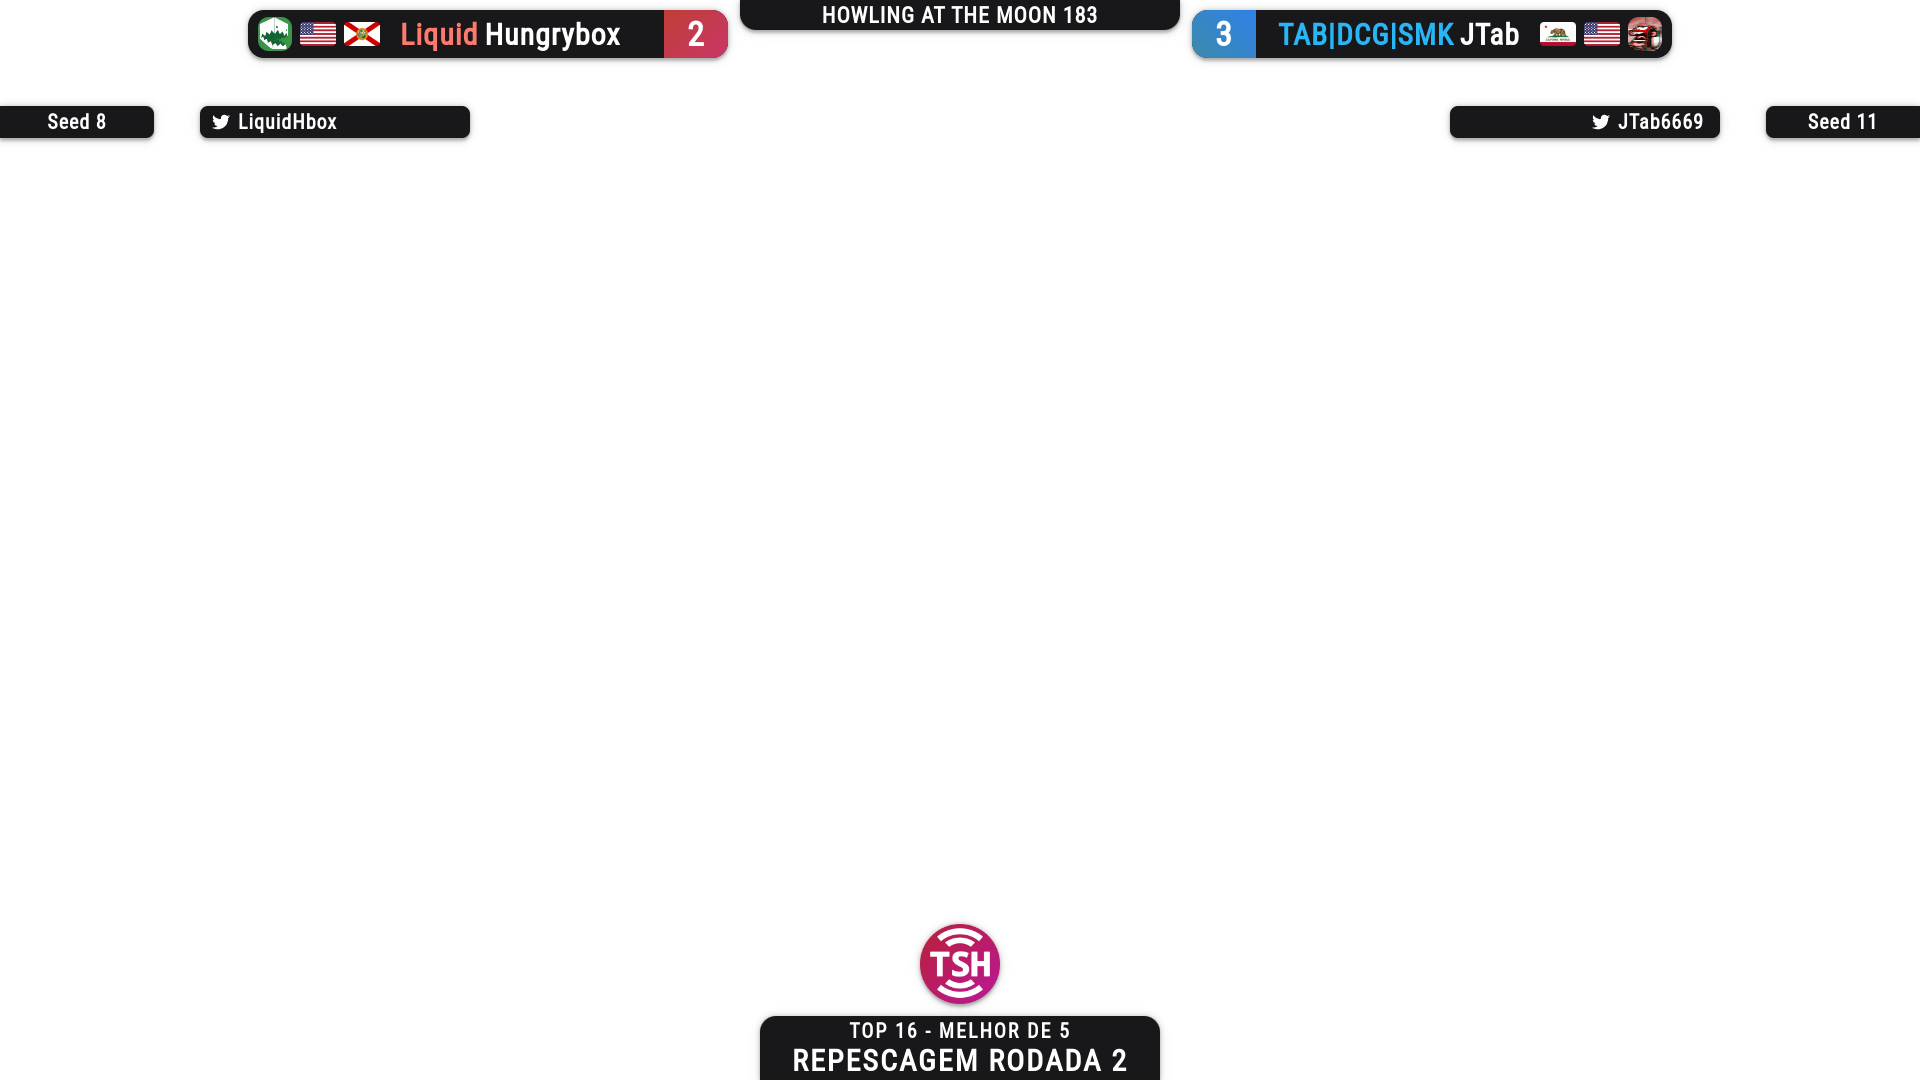 Liquid Hungrybox 2
HOWLING AT THE MOON 183
3 TAB|DCG|SMK JTab
Seed 8
LiquidHbox
JTab6669
Seed 11
TSH
TOP 16 - MELHOR DE 5
REPESCAGEM RODADA 2